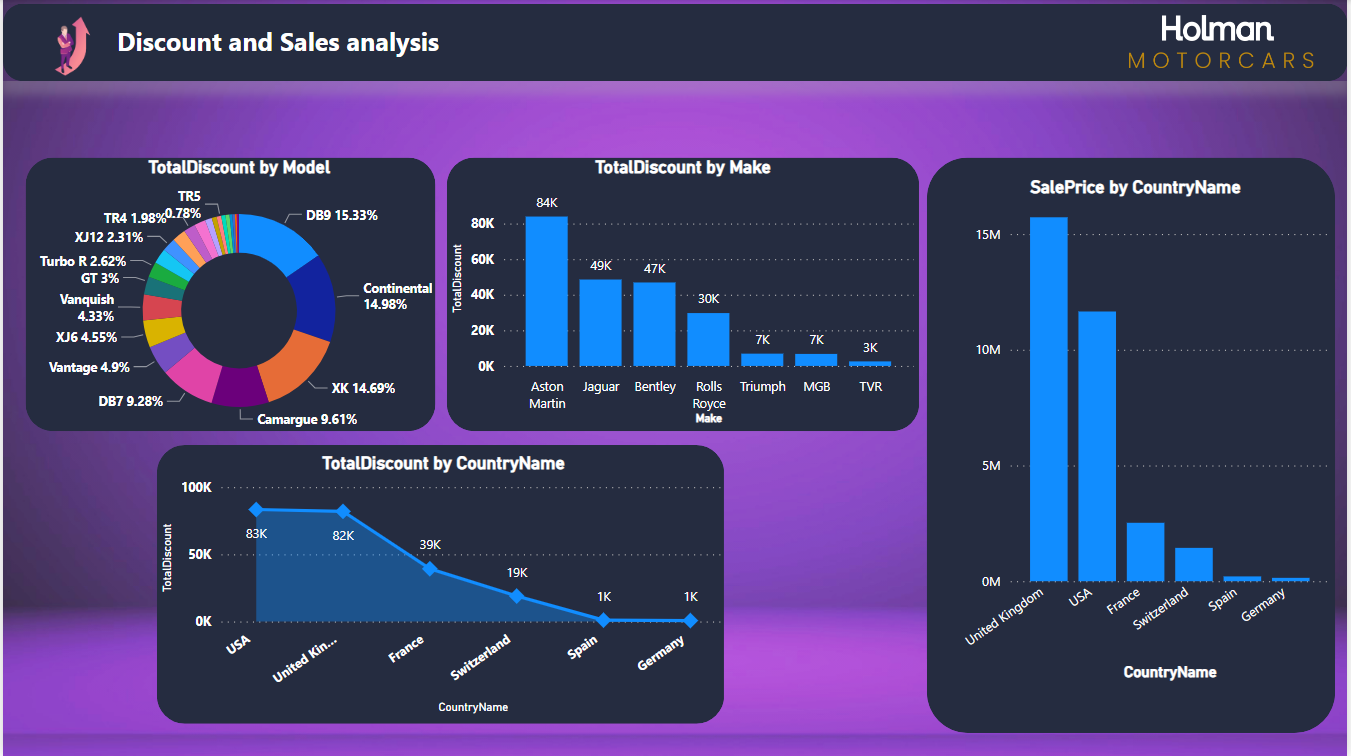 Discount and Sales analysis
Holman
MOTORCARS
TotalDiscount by Model
TR5
0.78%
TR4 1.98%
XJ12 2.31%
Turbo R 2.62%
GT 3%
Vanquish
4.33%
XJ6 4.55%
Vantage 4.9%
DB7 9.28%
DB9 15.33%
Continental
14.98%
XK 14.69%
Camargue 9.61%
TotalDiscount by Make
TotalDiscount
80K
60K
40K
20K
0K
84K
49K
47K
30K
7K
7K
3K
Aston
Martin
Jaguar
Bentley
Rolls
Royce
Triumph
MGB
TVR
Make
TotalDiscount by CountryName
TotalDiscount
100K
50K
0K
83K
82K
39K
19K
1K
1K
USA
United Kin...
France
Switzerland
Spain
Germany
CountryName
SalePrice by CountryName
15M
10M
5M
0M
United Kingdom
USA
France
Switzerland
Spain
Germany
CountryName